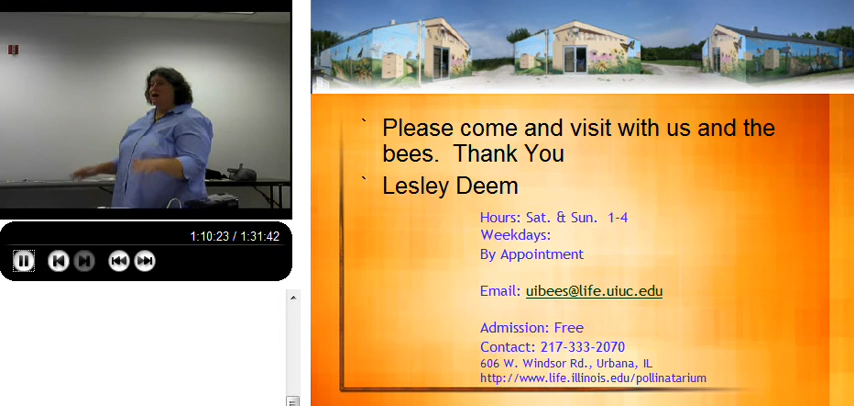 1:10:23 / 1:31:42
` Please come and visit with us and the
bees. Thank You
` Lesley Deem
Hours: Sat. & Sun. 1-4
Weekdays:
By Appointment
Email: uibees@life.uiuc.edu
Admission: Free
Contact: 217-333-2070
606 W. Windsor Rd., Urbana, IL
http://www.life.illinois.edu/pollinatarium